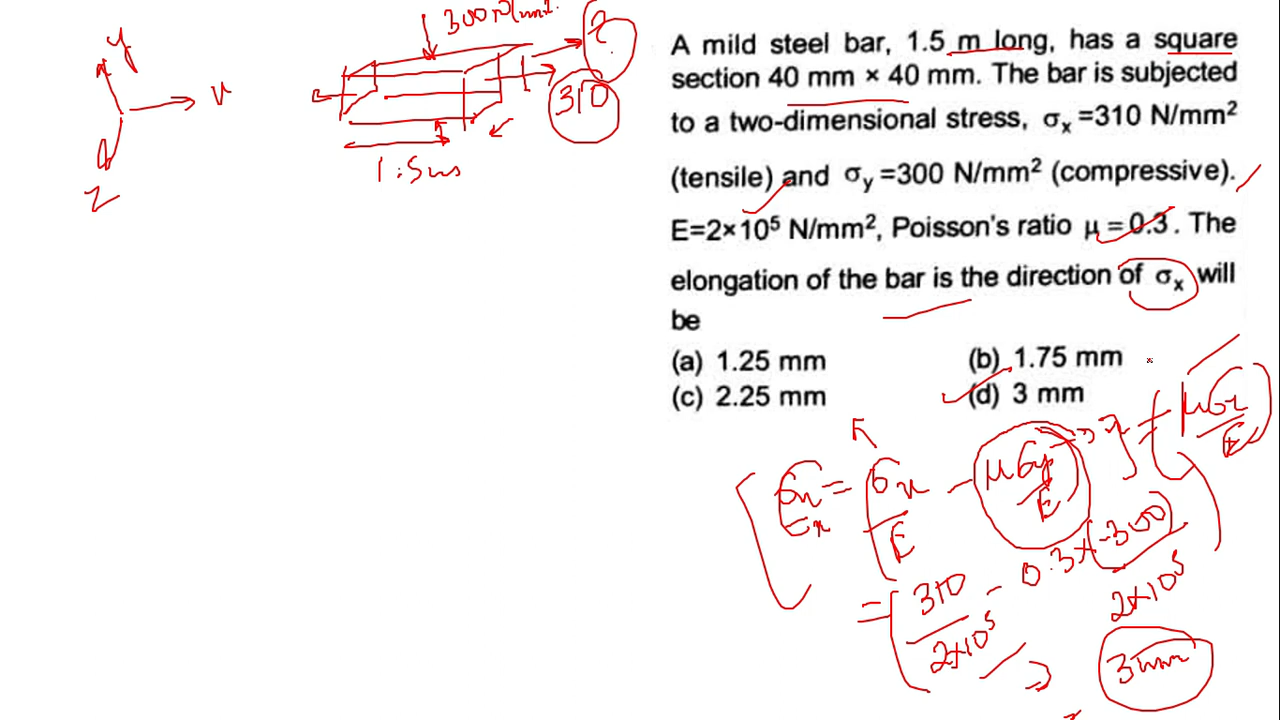 y
x
z
300 N/mm².
310
1.5m
A mild steel bar, 1.5 m long, has a square
section 40 mm × 40 mm. The bar is subjected
to a two-dimensional stress, σx =310 N/mm²
(tensile) and σy =300 N/mm² (compressive).
E=2×10⁵ N/mm², Poisson's ratio μ = 0.3. The
elongation of the bar is the direction of σx will
be
(a) 1.25 mm (b) 1.75 mm
(c) 2.25 mm (d) 3 mm
εx = σx/E - μσy/E
= 310/2×10⁵ - 0.3×(-300)/2×10⁵
3mm